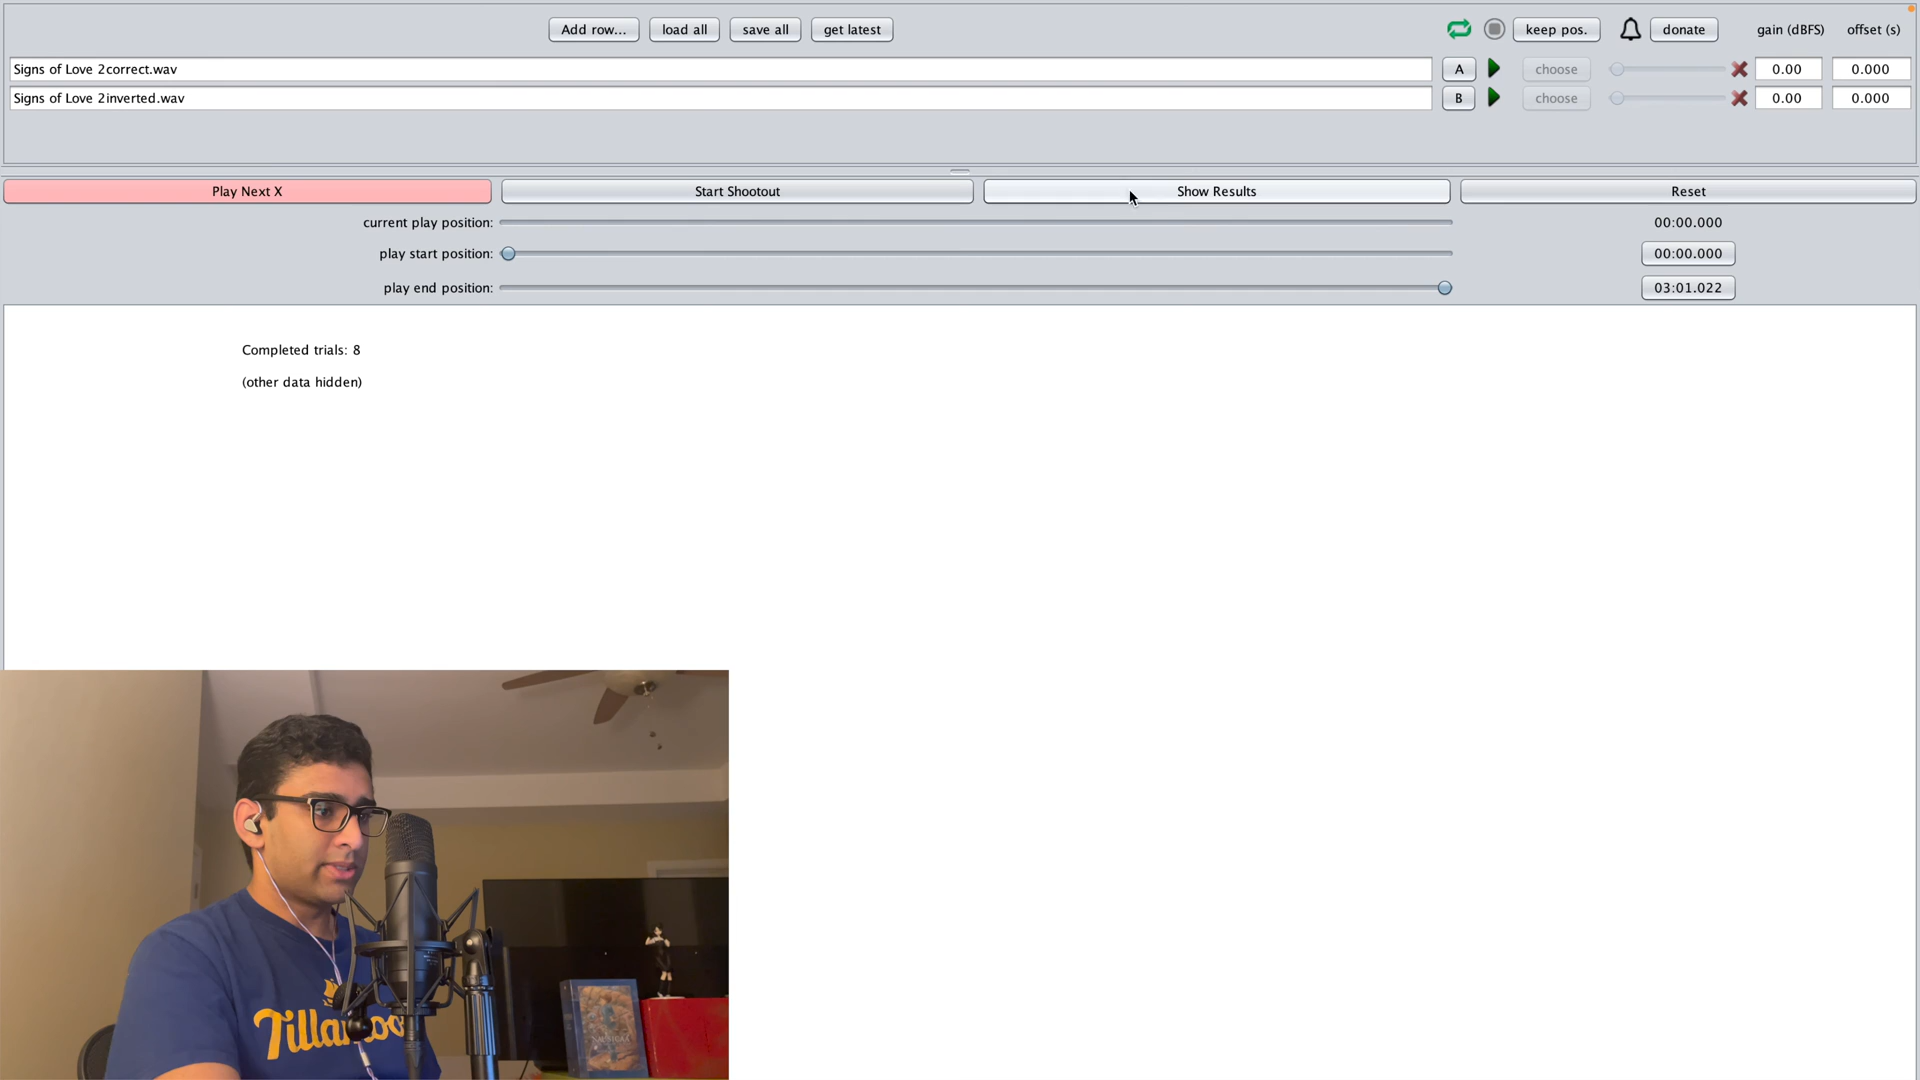 Add row... load all save all get latest keep pos. donate gain (dBFS) offset (s)
Signs of Love 2correct.wav A choose 0.00 0.000
Signs of Love 2inverted.wav B choose 0.00 0.000
Play Next X Start Shootout Show Results Reset
current play position: 00:00.000
play start position: 00:00.000
play end position: 03:01.022
Completed trials: 8
(other data hidden)